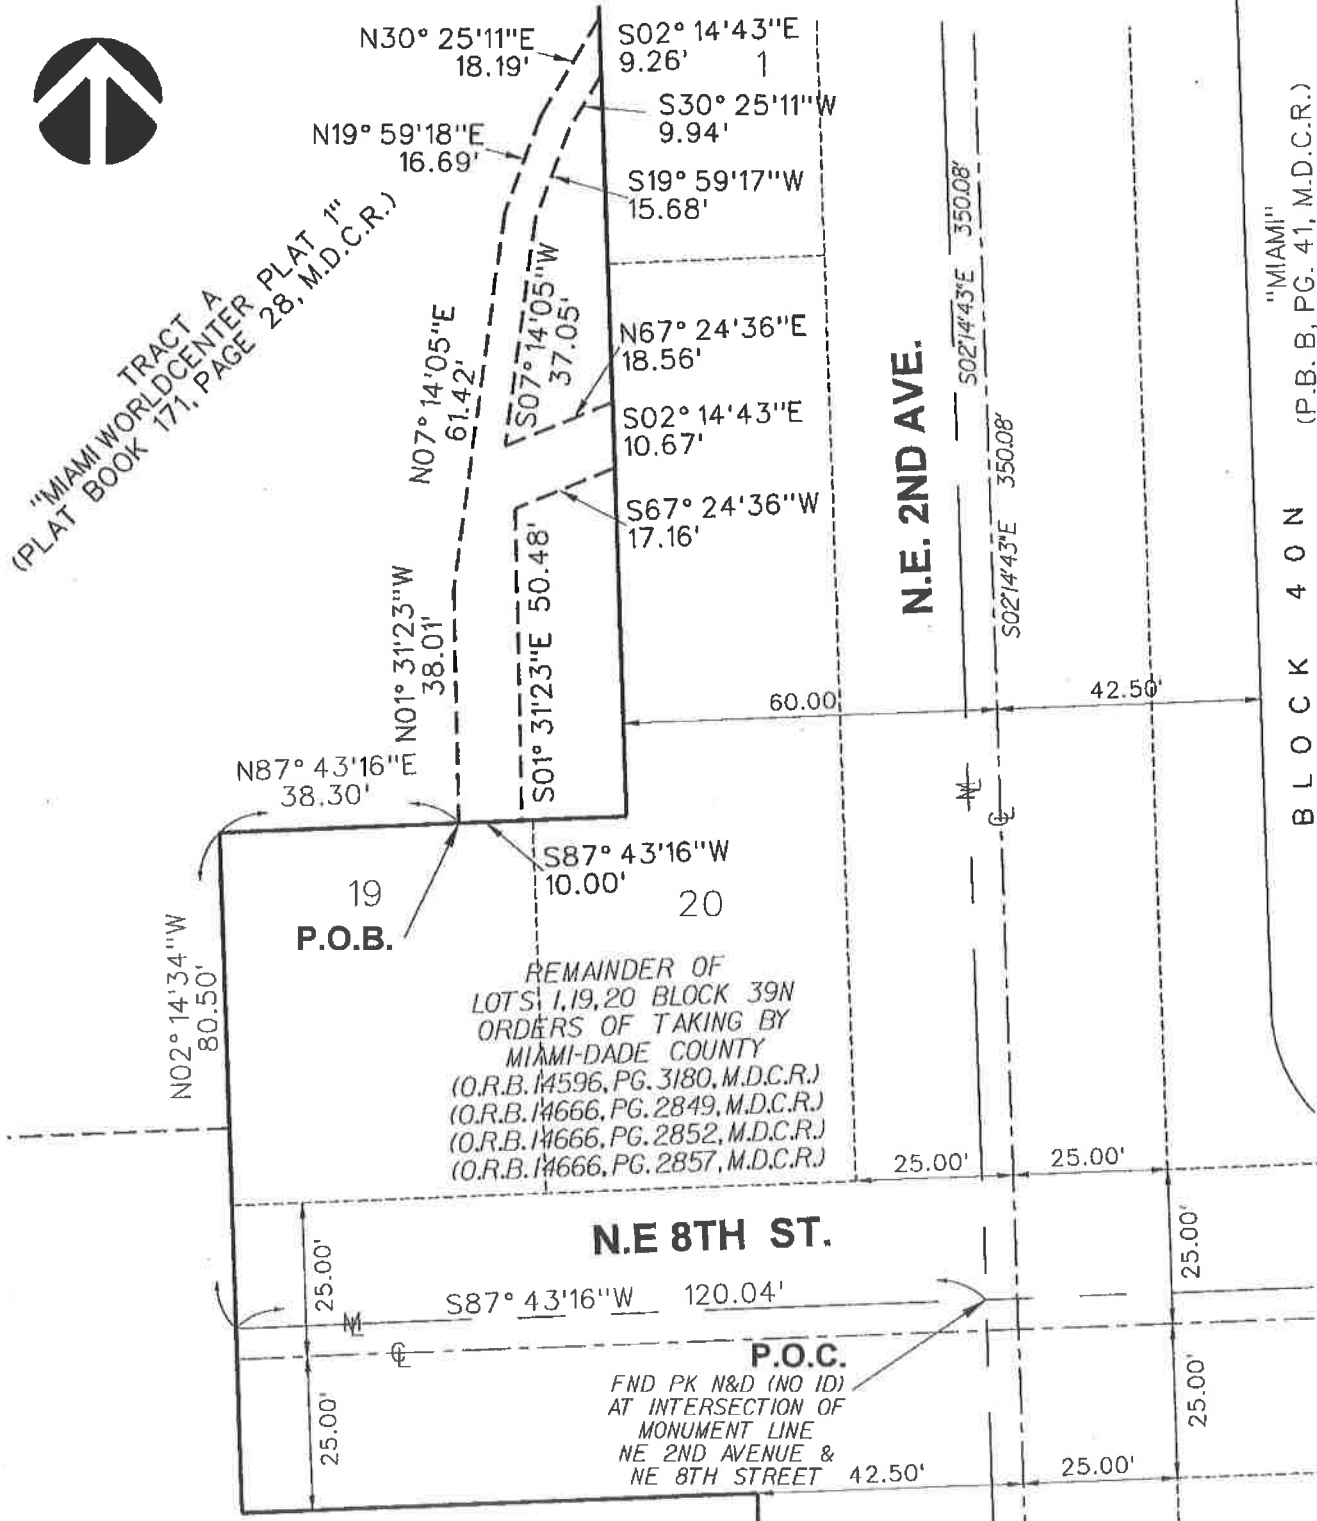 N30° 25'11"E
18.19'
S02° 14'43"E
9.26'
1
S30° 25'11"W
9.94'
N19° 59'18"E
16.69'
S19° 59'17"W
15.68'
TRACT A
"MIAMI WORLDCENTER PLAT 1"
(PLAT BOOK 171, PAGE 28, M.D.C.R.)
N07° 14'05"E
61.42'
S07° 14'05"W
37.05'
N67° 24'36"E
18.56'
S02° 14'43"E
10.67'
S67° 24'36"W
17.16'
N01° 31'23"W
38.01'
S01° 31'23"E 50.48'
N.E. 2ND AVE.
S02°14'43"E 350.08'
S02°14'43"E 350.08'
"MIAMI"
(P.B. B, PG. 41, M.D.C.R.)
BLOCK 40N
60.00
42.50'
ML
CL
N87° 43'16"E
38.30'
S87° 43'16"W
10.00'
19
20
P.O.B.
N02° 14'34"W
80.50'
REMAINDER OF
LOTS 1,19,20 BLOCK 39N
ORDERS OF TAKING BY
MIAMI-DADE COUNTY
(O.R.B. 14596, PG. 3180, M.D.C.R.)
(O.R.B. 14666, PG. 2849, M.D.C.R.)
(O.R.B. 14666, PG. 2852, M.D.C.R.)
(O.R.B. 14666, PG. 2857, M.D.C.R.)
25.00'
25.00'
N.E 8TH ST.
25.00'
25.00'
S87° 43'16"W 120.04'
ML
CL
P.O.C.
FND PK N&D (NO ID)
AT INTERSECTION OF
MONUMENT LINE
NE 2ND AVENUE &
NE 8TH STREET
42.50'
25.00'
25.00'
25.00'